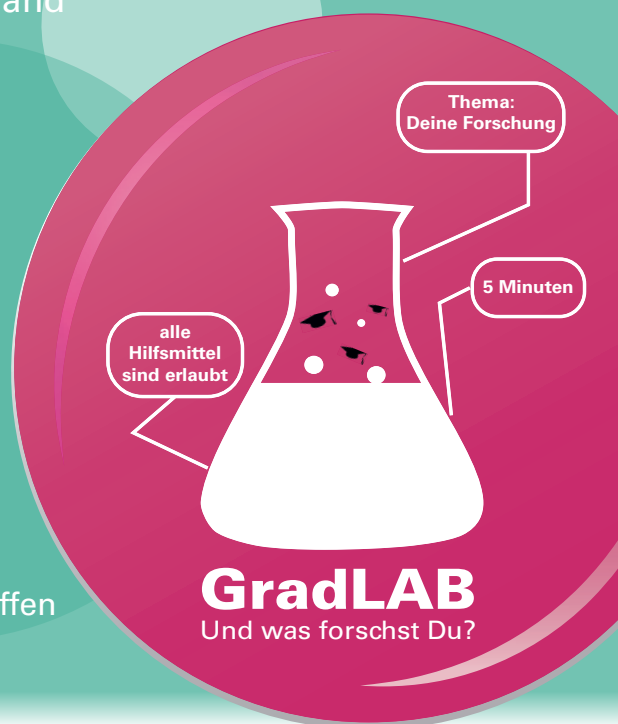 and
Thema:
Deine Forschung
5 Minuten
alle
Hilfsmittel
sind erlaubt
ffen
GradLAB
Und was forschst Du?